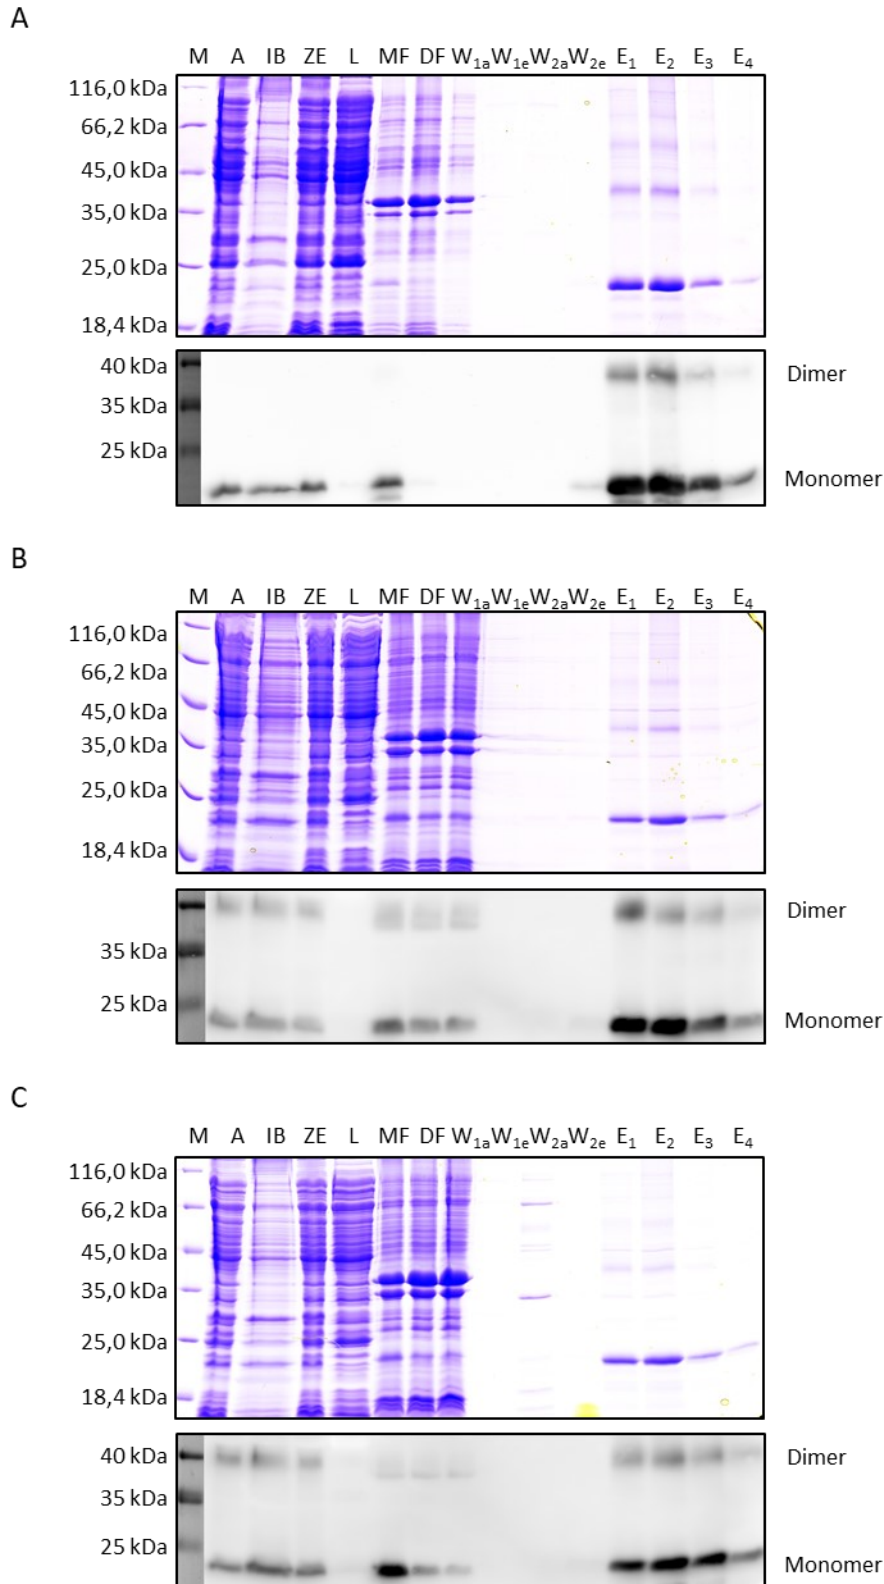 A
M A IB ZE L MF DF W1a W1e W2a W2e E1 E2 E3 E4
116,0 kDa
66,2 kDa
45,0 kDa
35,0 kDa
25,0 kDa
18,4 kDa
40 kDa
Dimer
35 kDa
25 kDa
Monomer
B
M A IB ZE L MF DF W1a W1e W2a W2e E1 E2 E3 E4
116,0 kDa
66,2 kDa
45,0 kDa
35,0 kDa
25,0 kDa
18,4 kDa
Dimer
35 kDa
25 kDa
Monomer
C
M A IB ZE L MF DF W1a W1e W2a W2e E1 E2 E3 E4
116,0 kDa
66,2 kDa
45,0 kDa
35,0 kDa
25,0 kDa
18,4 kDa
40 kDa
Dimer
35 kDa
25 kDa
Monomer